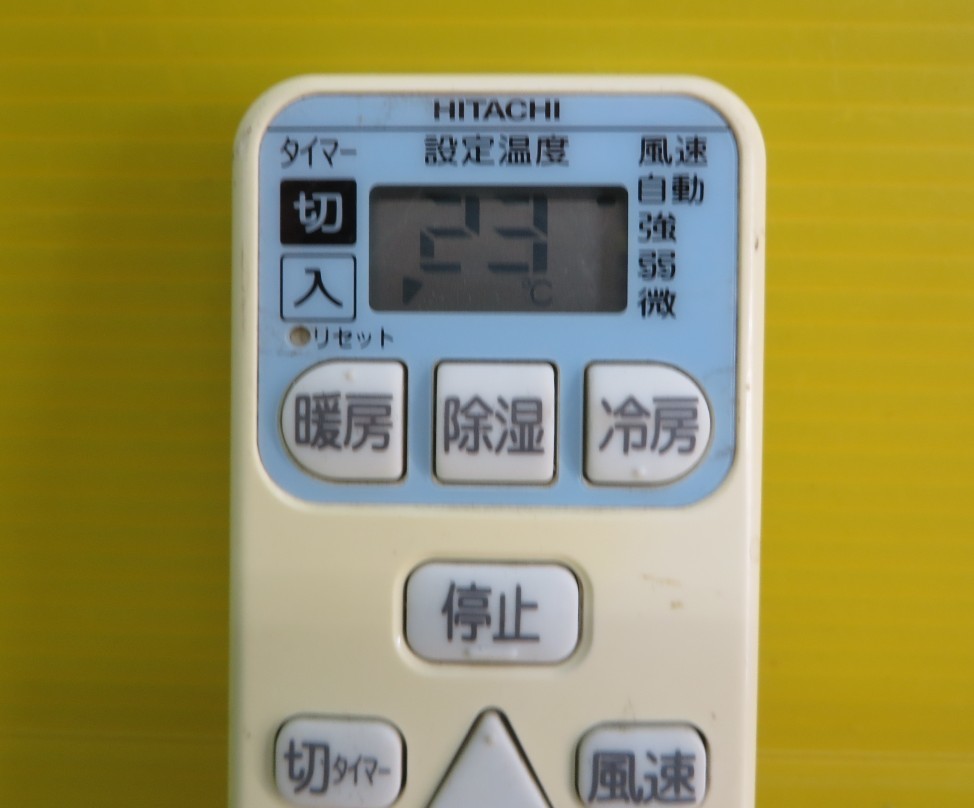 HITACHI
タイマー 設定温度 風速
切 23 自動
強
入 ℃ 弱
微
リセット
暖房 除湿 冷房
停止
切タイマー 風速